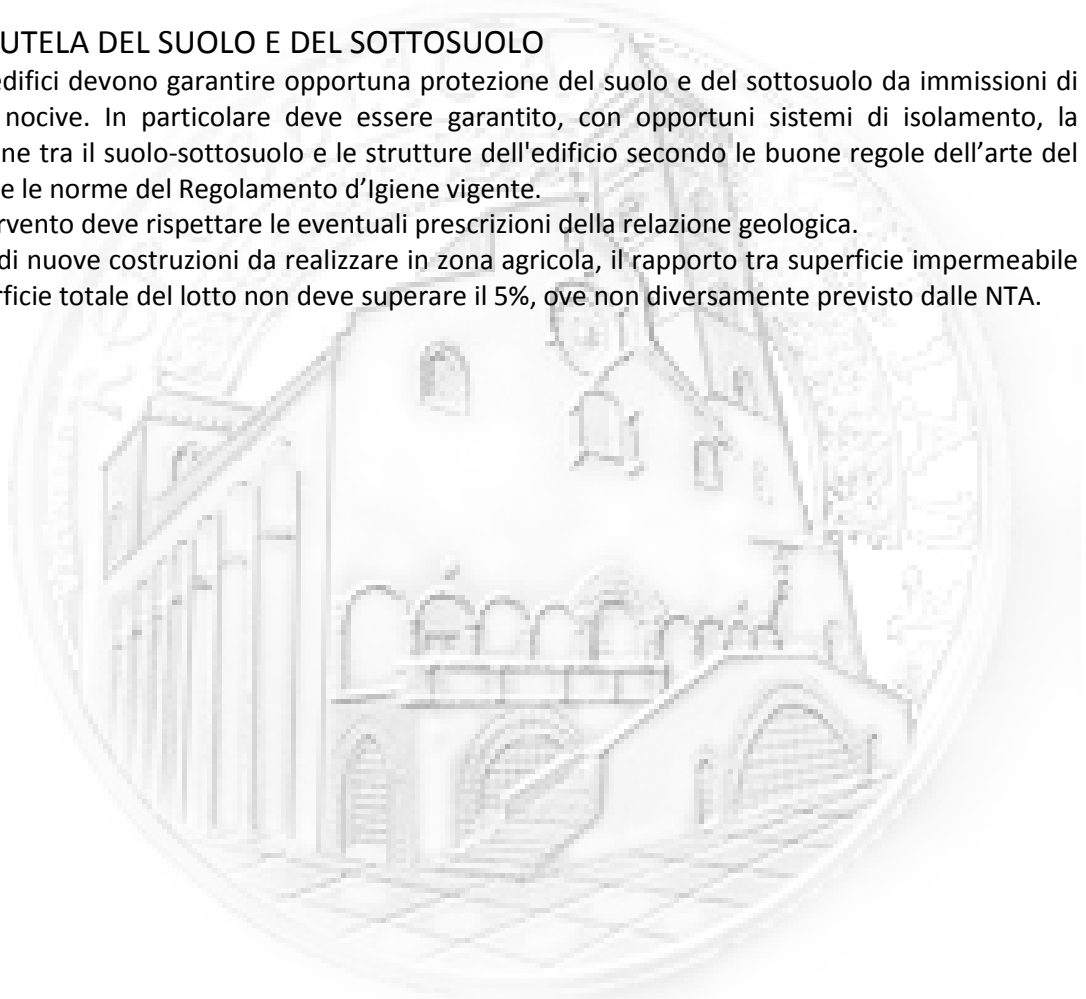 UTELA DEL SUOLO E DEL SOTTOSUOLO
edifici devono garantire opportuna protezione del suolo e del sottosuolo da immissioni di
nocive. In particolare deve essere garantito, con opportuni sistemi di isolamento, la
ne tra il suolo-sottosuolo e le strutture dell'edificio secondo le buone regole dell’arte del
e le norme del Regolamento d’Igiene vigente.
rvento deve rispettare le eventuali prescrizioni della relazione geologica.
di nuove costruzioni da realizzare in zona agricola, il rapporto tra superficie impermeabile
rficie totale del lotto non deve superare il 5%, ove non diversamente previsto dalle NTA.